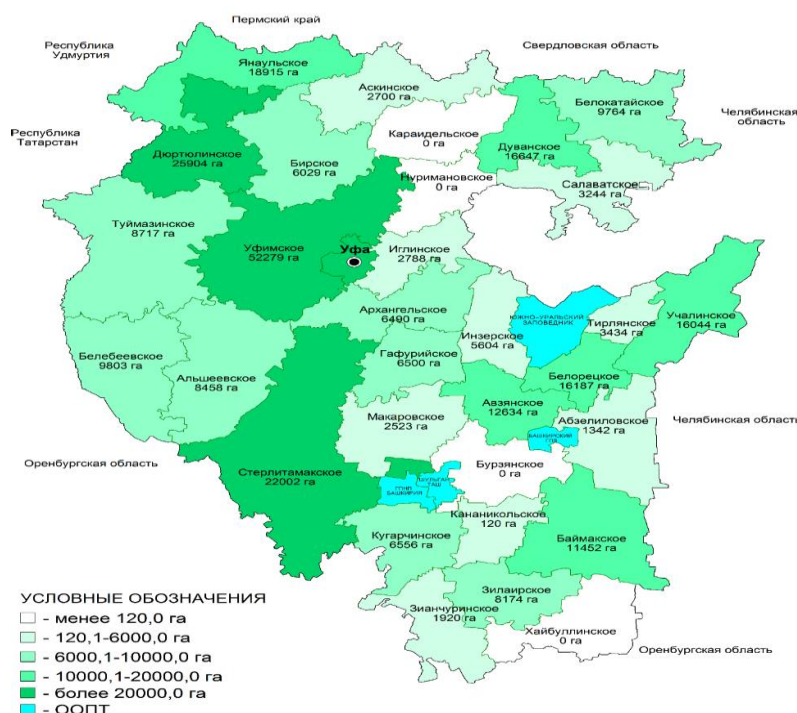 Пермский край
Республика
Удмуртия
Свердловская область
Янаульское
18915 га
Аскинское
2700 га
Белокатайское
9764 га
Челябинская
область
Республика
Татарстан
Караидельское
0 га
Дуванское
16647 га
Дюртюлинское
25904 га
Бирское
6029 га
Нуримановское
0 га
Салаватское
3244 га
Туймазинское
8717 га
Уфимское
52279 га
Уфа
Иглинское
2788 га
Архангельское
6490 га
ЮЖНО-УРАЛЬСКИЙ
ЗАПОВЕДНИК
Инзерское
5604 га
Тирлянское
3434 га
Учалинское
16044 га
Белебеевское
9803 га
Альшеевское
8458 га
Гафурийское
6500 га
Белорецкое
16187 га
Авзянское
12634 га
Макаровское
2523 га
Абзелиловское
1342 га
Челябинская область
БАШКИРСКИЙ
Оренбургская область
Стерлитамакское
22002 га
Бурзянское
0 га
БАШКИРИЯ
Кананикольское
120 га
Кугарчинское
6556 га
Баймакское
11452 га
Зианчуринское
1920 га
Зилаирское
8174 га
Хайбуллинское
0 га
Оренбургская область
УСЛОВНЫЕ ОБОЗНАЧЕНИЯ
- менее 120,0 га
- 120,1-6000,0 га
- 6000,1-10000,0 га
- 10000,1-20000,0 га
- более 20000,0 га
- ООПТ